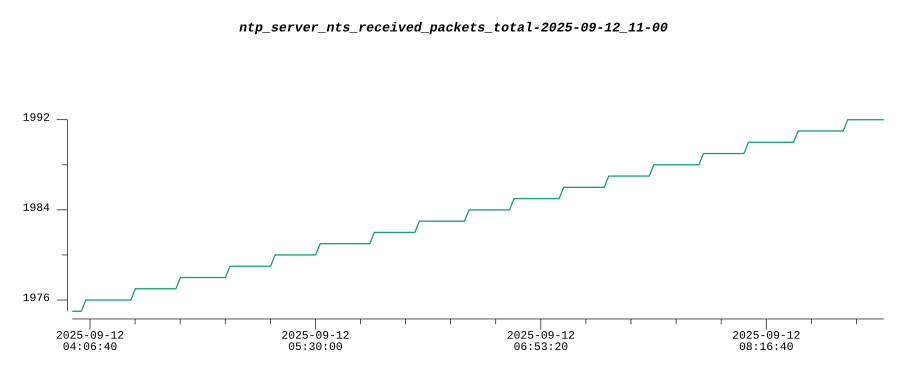 ntp_server_nts_received_packets_total-2025-09-12_11-00
1992
1984
1976
2025-09-12 2025-09-12 2025-09-12 2025-09-12
04:06:40 05:30:00 06:53:20 08:16:40